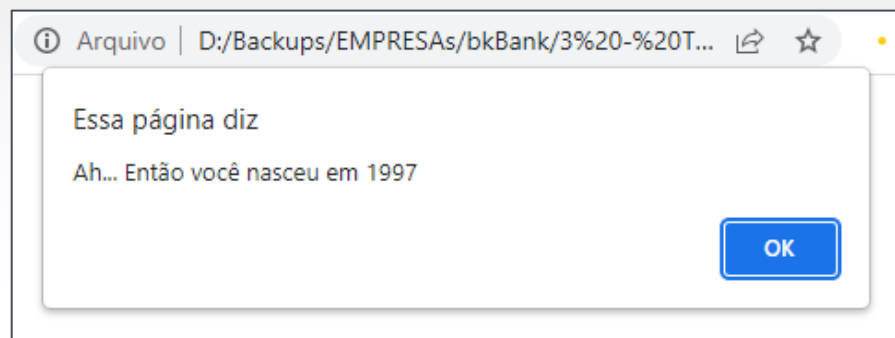 Arquivo | D:/Backups/EMPRESAs/bkBank/3%20-%20T...
Essa página diz
Ah... Então você nasceu em 1997
OK